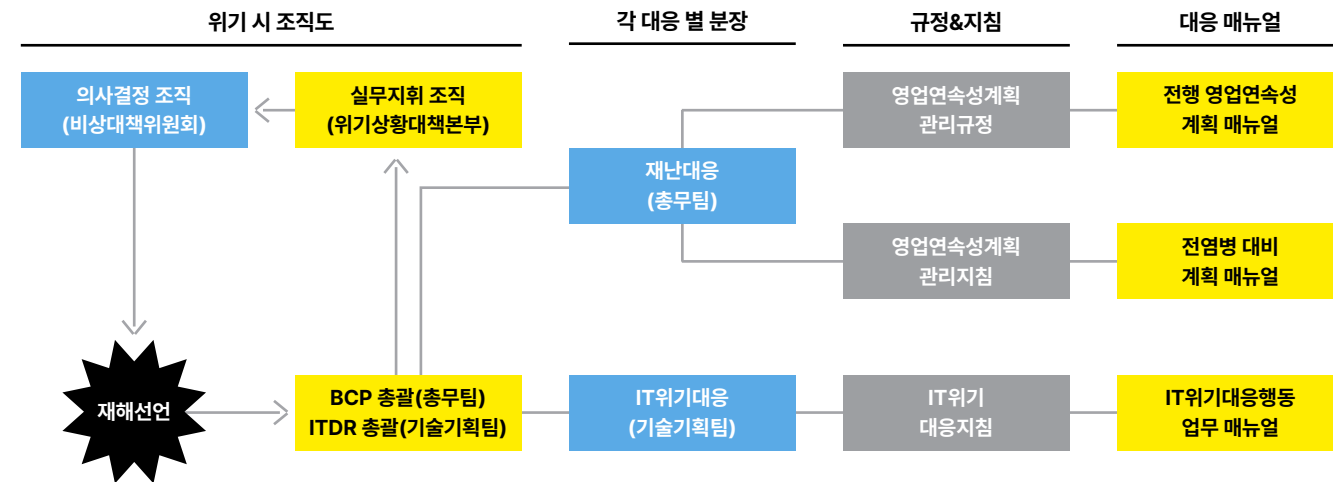 위기 시 조직도
각 대응 별 분장
규정&지침
대응 매뉴얼
의사결정 조직
(비상대책위원회)
실무지휘 조직
(위기상황대책본부)
영업연속성계획
관리규정
전행 영업연속성
계획 매뉴얼
재난대응
(총무팀)
영업연속성계획
관리지침
전염병 대비
계획 매뉴얼
재해선언
BCP 총괄(총무팀)
ITDR 총괄(기술기획팀)
IT위기대응
(기술기획팀)
IT위기
대응지침
IT위기대응행동
업무 매뉴얼